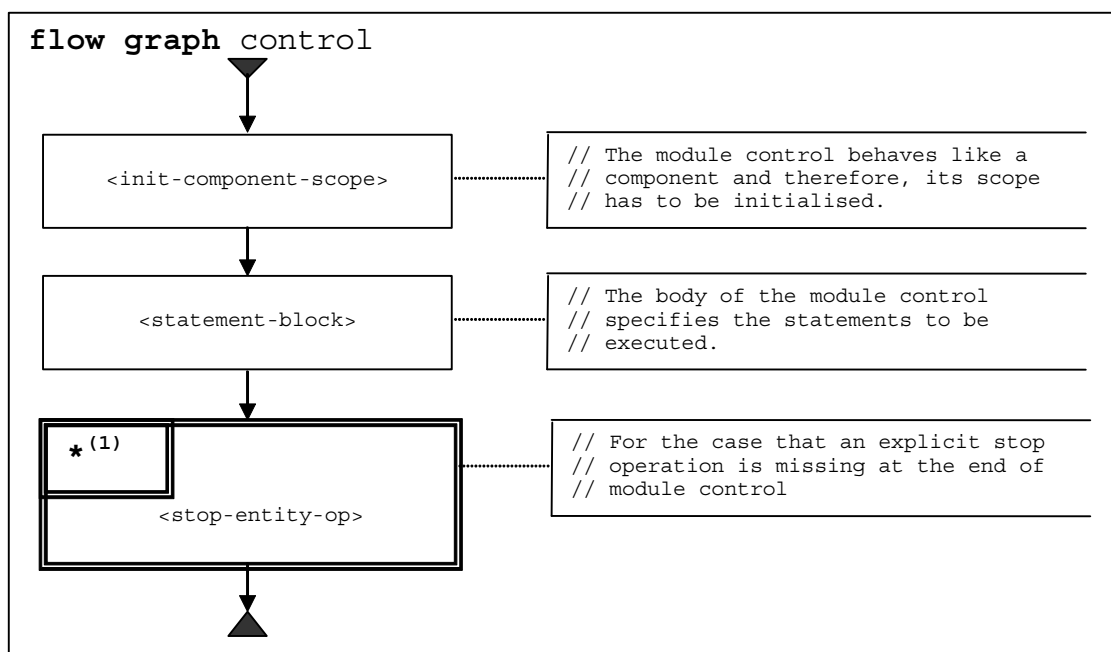 flow graph control
<init-component-scope>
// The module control behaves like a
// component and therefore, its scope
// has to be initialised.
<statement-block>
// The body of the module control
// specifies the statements to be
// executed.
*(1)
<stop-entity-op>
// For the case that an explicit stop
// operation is missing at the end of
// module control